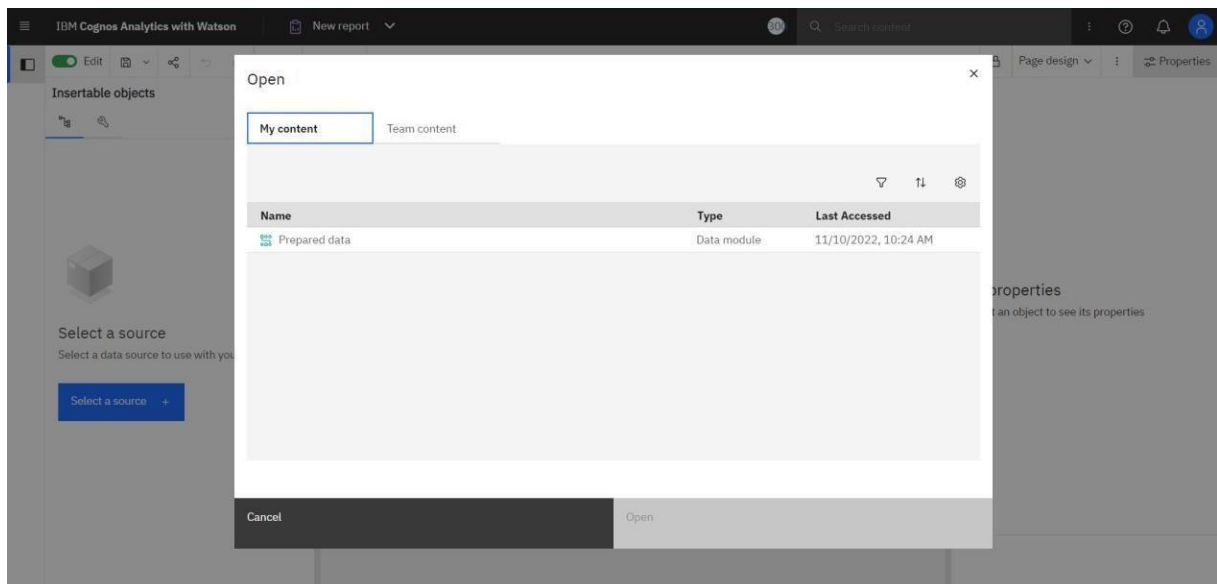 IBM Cognos Analytics with Watson
New report
Search content
Edit
Page design
Properties
Insertable objects
Open
My content
Team content
Name Type Last Accessed
Prepared data Data module 11/10/2022, 10:24 AM
Select a source
Select a data source to use with you
Select a source +
properties
t an object to see its properties
Cancel
Open